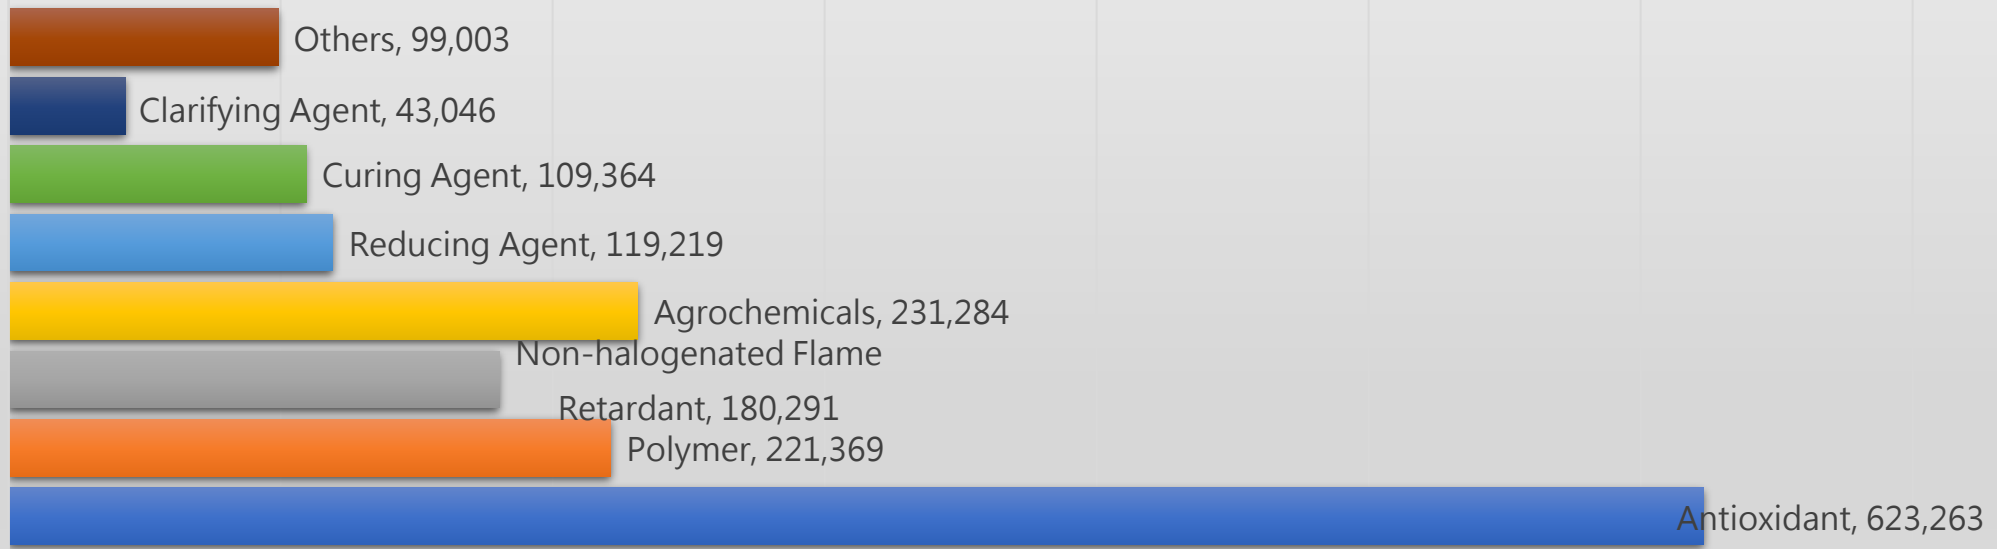 Others, 99,003
Clarifying Agent, 43,046
Curing Agent, 109,364
Reducing Agent, 119,219
Agrochemicals, 231,284
Non-halogenated Flame
Retardant, 180,291
Polymer, 221,369
Antioxidant, 623,263